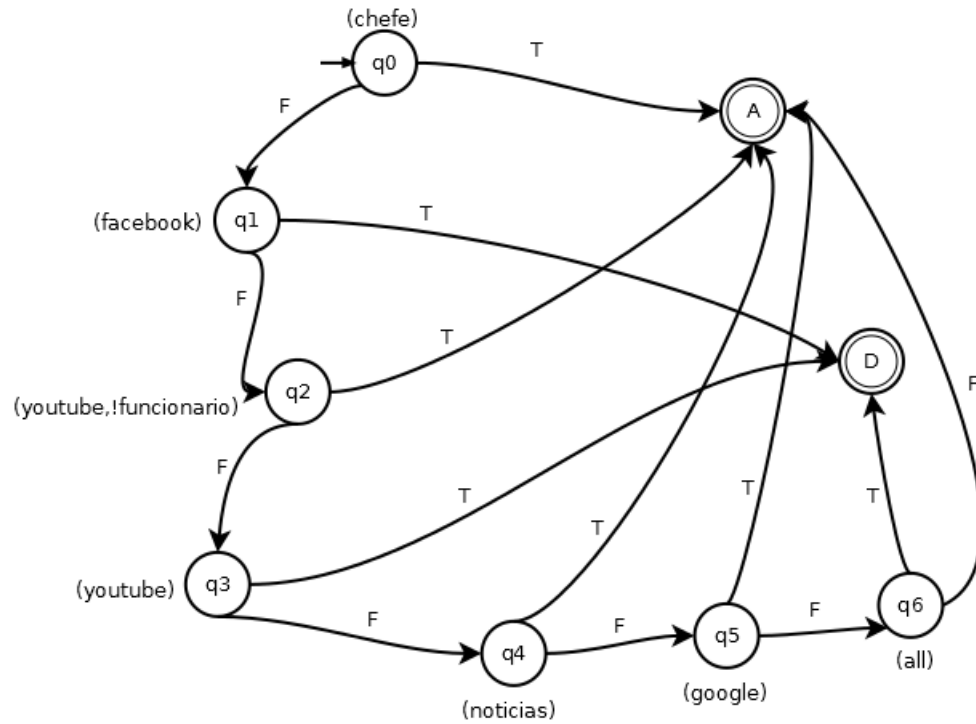 (chefe)
q0
T
A
F
(facebook)
q1
T
F
T
D
F
q2
(youtube,!funcionario)
F
T
T
T
T
(youtube)
q3
F
F
F
q4
q5
q6
(noticias)
(google)
(all)